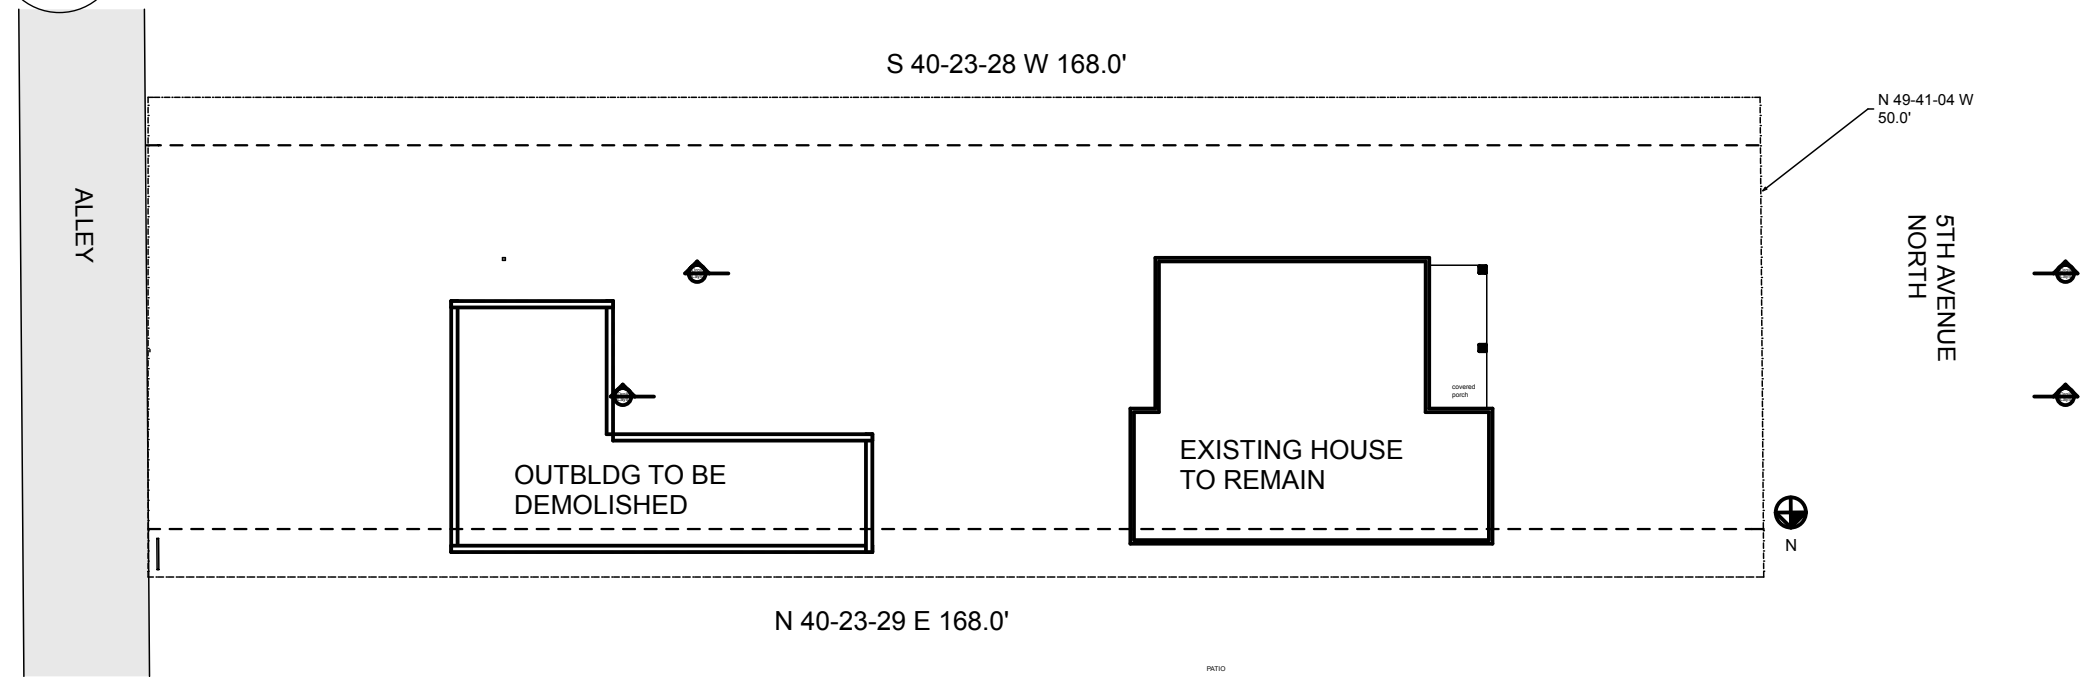 S 40-23-28 W 168.0'
N 49-41-04 W
50.0'
ALLEY
5TH AVENUE
NORTH
covered
porch
EXISTING HOUSE
TO REMAIN
OUTBLDG TO BE
DEMOLISHED
N
N 40-23-29 E 168.0'
PATIO